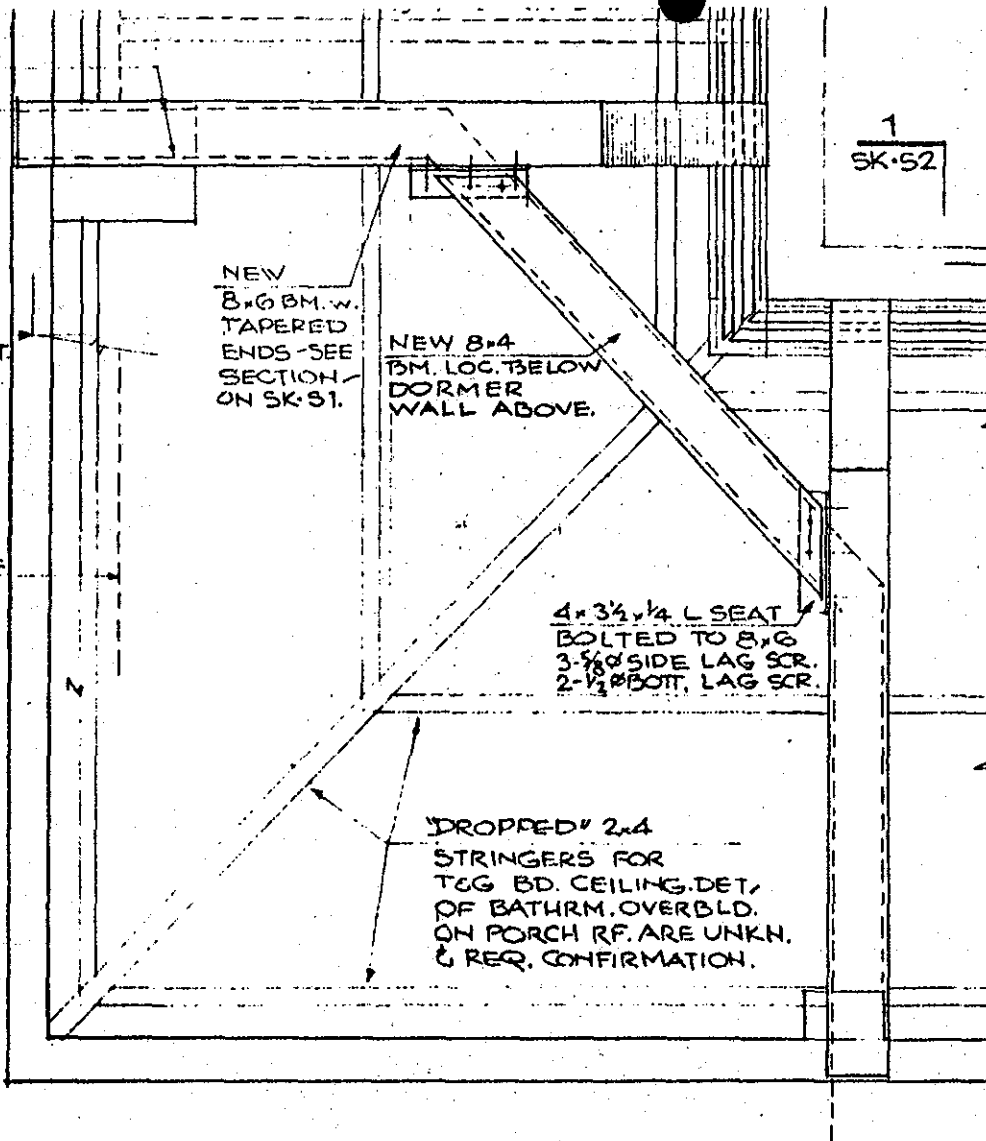 1
SK·S2
NEW
8x6 BM. w.
TAPERED
ENDS-SEE
SECTION-
ON SK·S1.
NEW 8x4
BM. LOC. BELOW
DORMER
WALL ABOVE.
4x3½x¼ L SEAT
BOLTED TO 8x6
3-⅝ø SIDE LAG SCR.
2-½ø BOTT. LAG SCR.
"DROPPED" 2x4
STRINGERS FOR
T&G BD. CEILING. DET,
OF BATHRM. OVERBLD.
ON PORCH RF. ARE UNKN.
& REQ. CONFIRMATION.